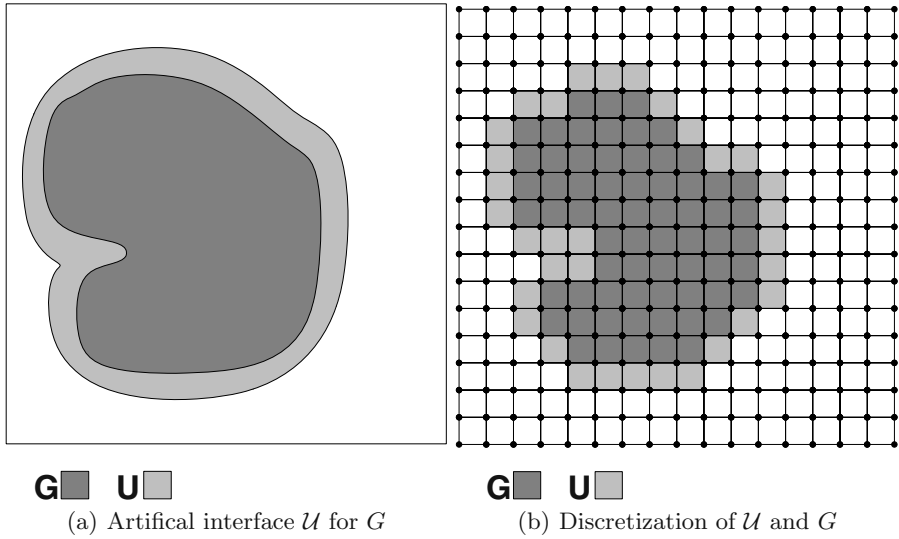 G U
G U
(a) Artifical interface 𝒰 for G
(b) Discretization of 𝒰 and G